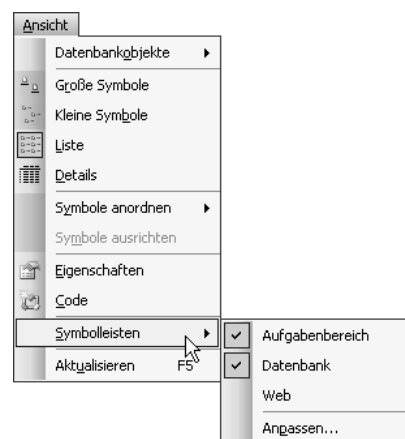 Ansicht
Datenbankobjekte
Große Symbole
Kleine Symbole
Liste
Details
Symbole anordnen
Symbole ausrichten
Eigenschaften
Code
Symbolleisten
Aufgabenbereich
Aktualisieren F5
Datenbank
Web
Anpassen...